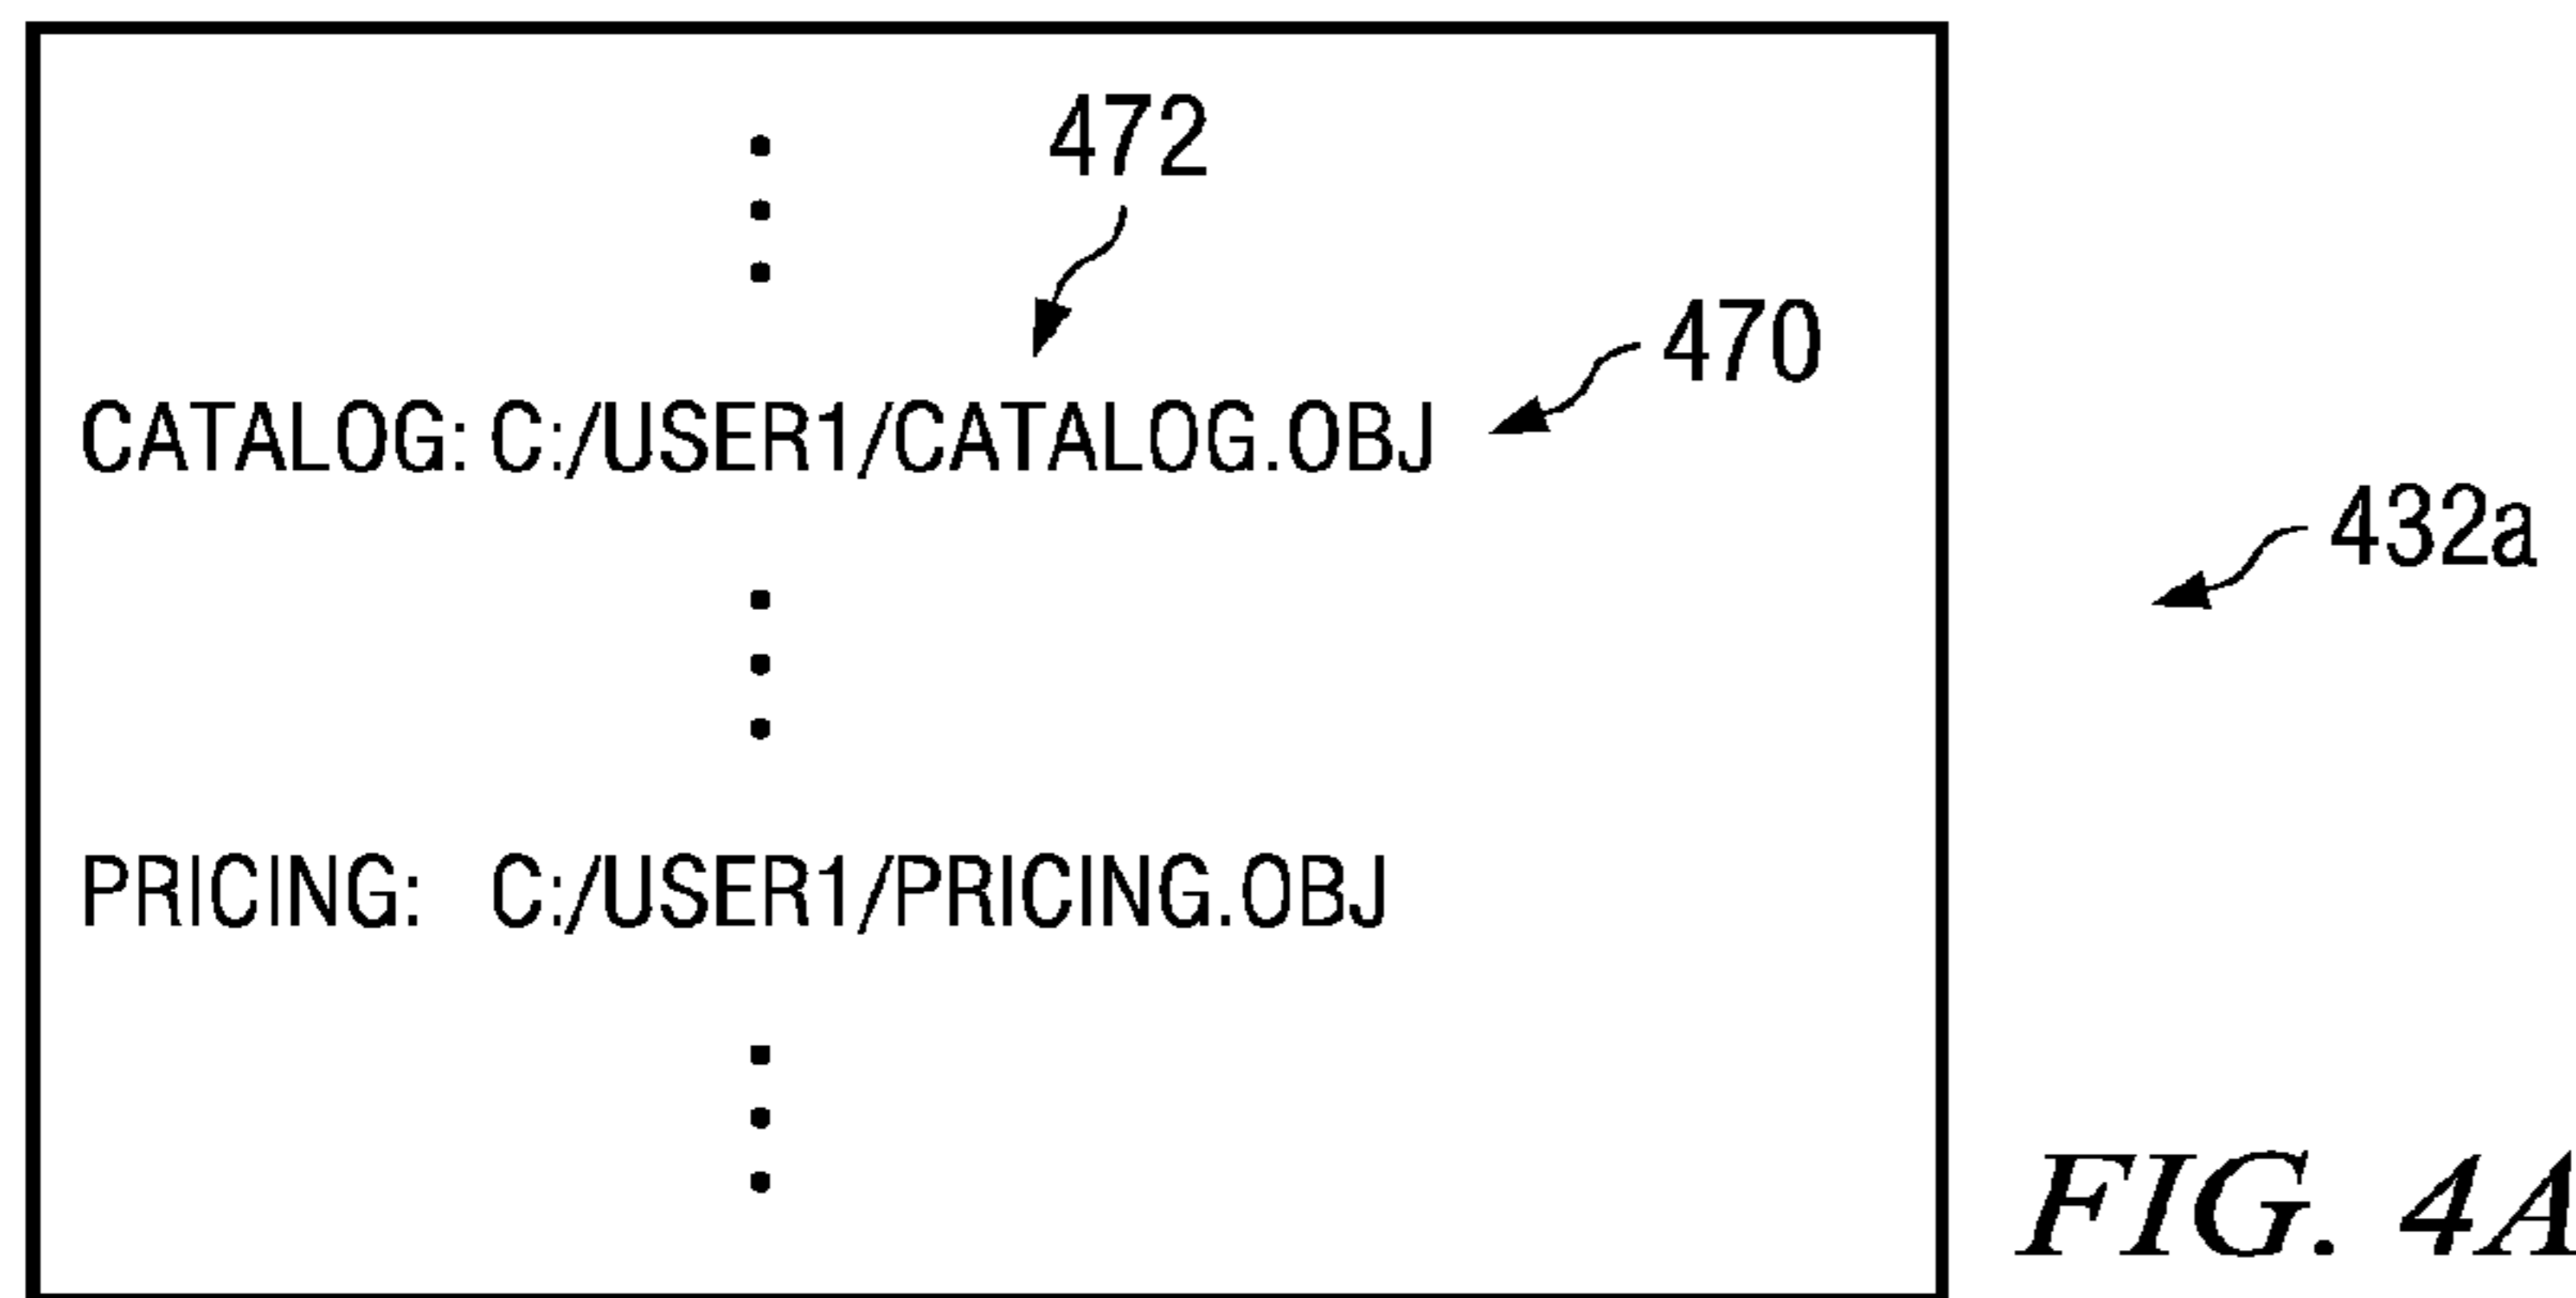 472
470
CATALOG: C:/USER1/CATALOG.OBJ
432a
PRICING: C:/USER1/PRICING.OBJ
FIG. 4A